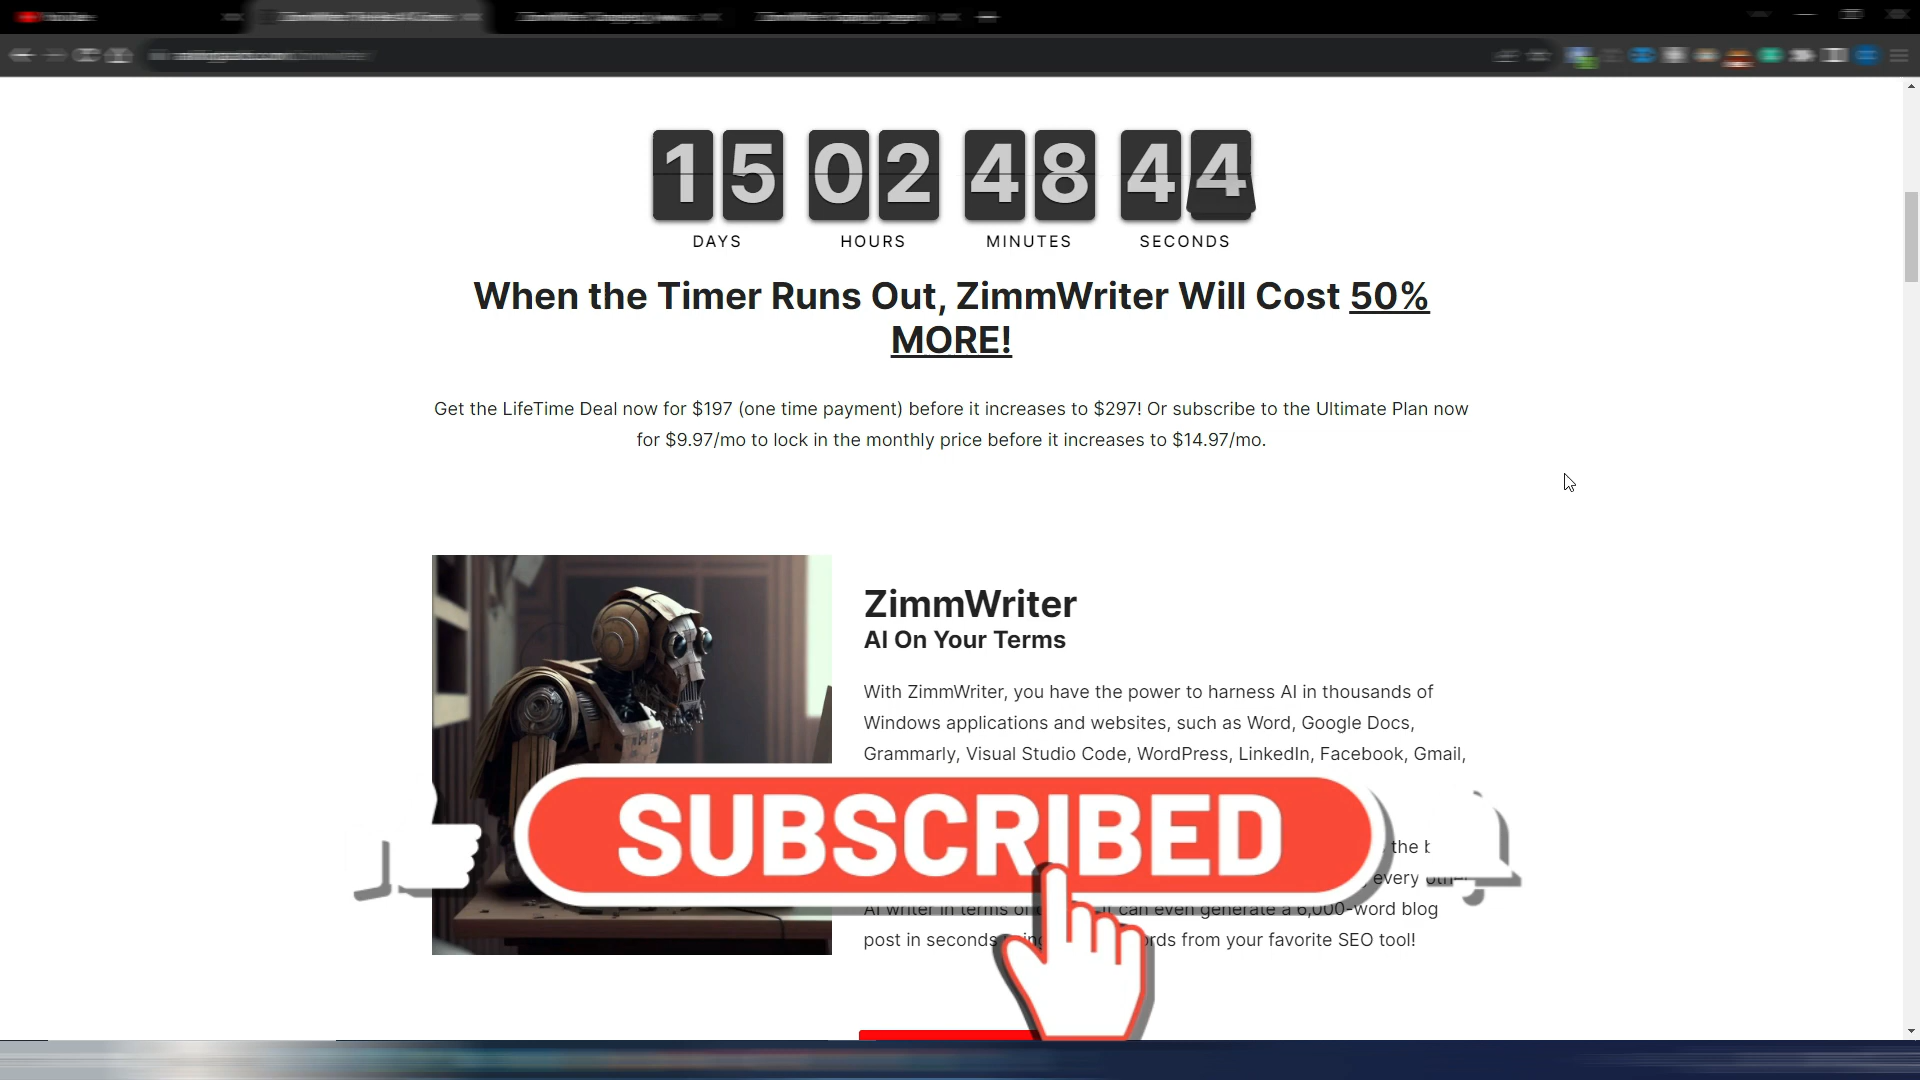 15 02 48 44
DAYS HOURS MINUTES SECONDS
When the Timer Runs Out, ZimmWriter Will Cost 50%
MORE!
Get the LifeTime Deal now for $197 (one time payment) before it increases to $297! Or subscribe to the Ultimate Plan now
for $9.97/mo to lock in the monthly price before it increases to $14.97/mo.
ZimmWriter
AI On Your Terms
With ZimmWriter, you have the power to harness AI in thousands of
Windows applications and websites, such as Word, Google Docs,
Grammarly, Visual Studio Code, WordPress, LinkedIn, Facebook, Gmail,
SUBSCRIBED
the
every
AI writer in terms of can even generate a 6,000-word blog
post in seconds from your favorite SEO tool!